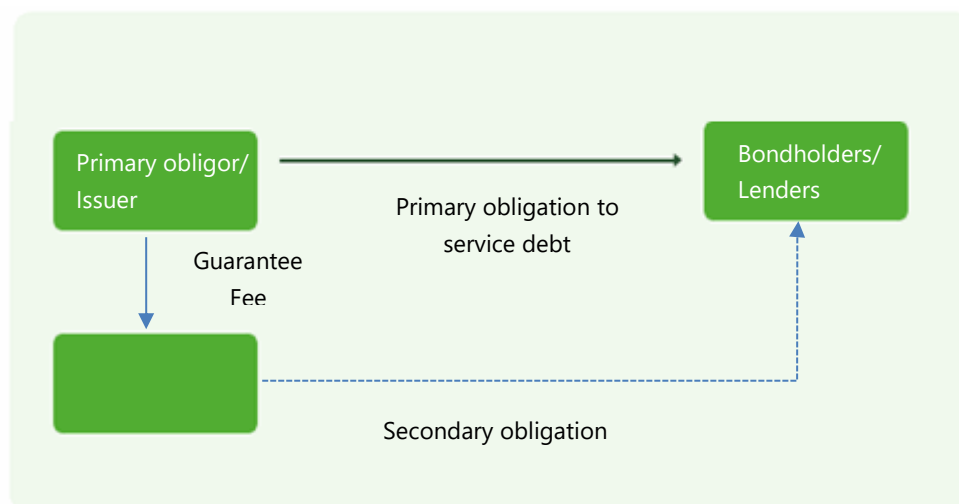 Primary obligor/
Issuer
Bondholders/
Lenders
Primary obligation to
service debt
Guarantee
Fee
Secondary obligation